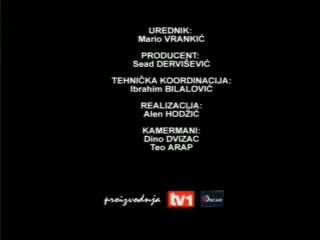 UREDNIK:
Mario VRANKIĆ
PRODUCENT:
Sead DERVIŠEVIĆ
TEHNIČKA KOORDINACIJA:
Ibrahim BILALOVIĆ
REALIZACIJA:
Alen HODŽIĆ
KAMERMANI:
Dino DVIZAC
Teo ARAP
proizvodnja tv1 OSCAR